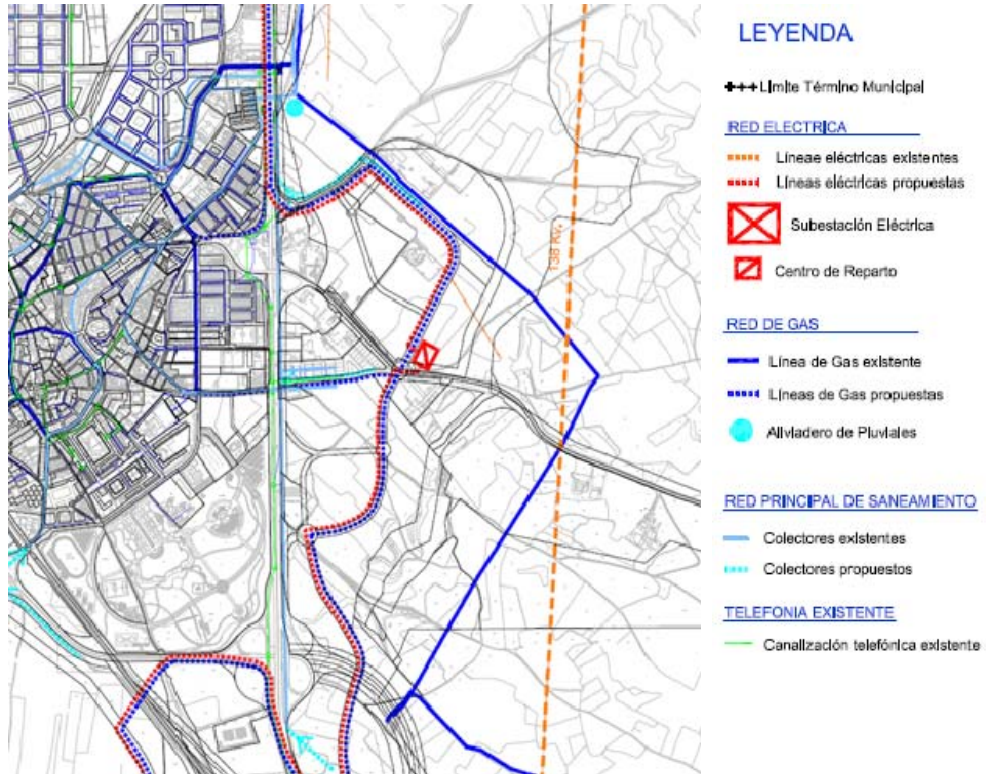 138 Kv.
LEYENDA
Límite Término Municipal
RED ELECTRICA
Líneae eléctricas existentes
Líneas eléctricas propuestas
Subestación Eléctrica
Centro de Reparto
RED DE GAS
Línea de Gas existente
Líneas de Gas propuestas
Aliviadero de Pluviales
RED PRINCIPAL DE SANEAMIENTO
Colectores existentes
Colectores propuestos
TELEFONIA EXISTENTE
Canalización telefónica existente